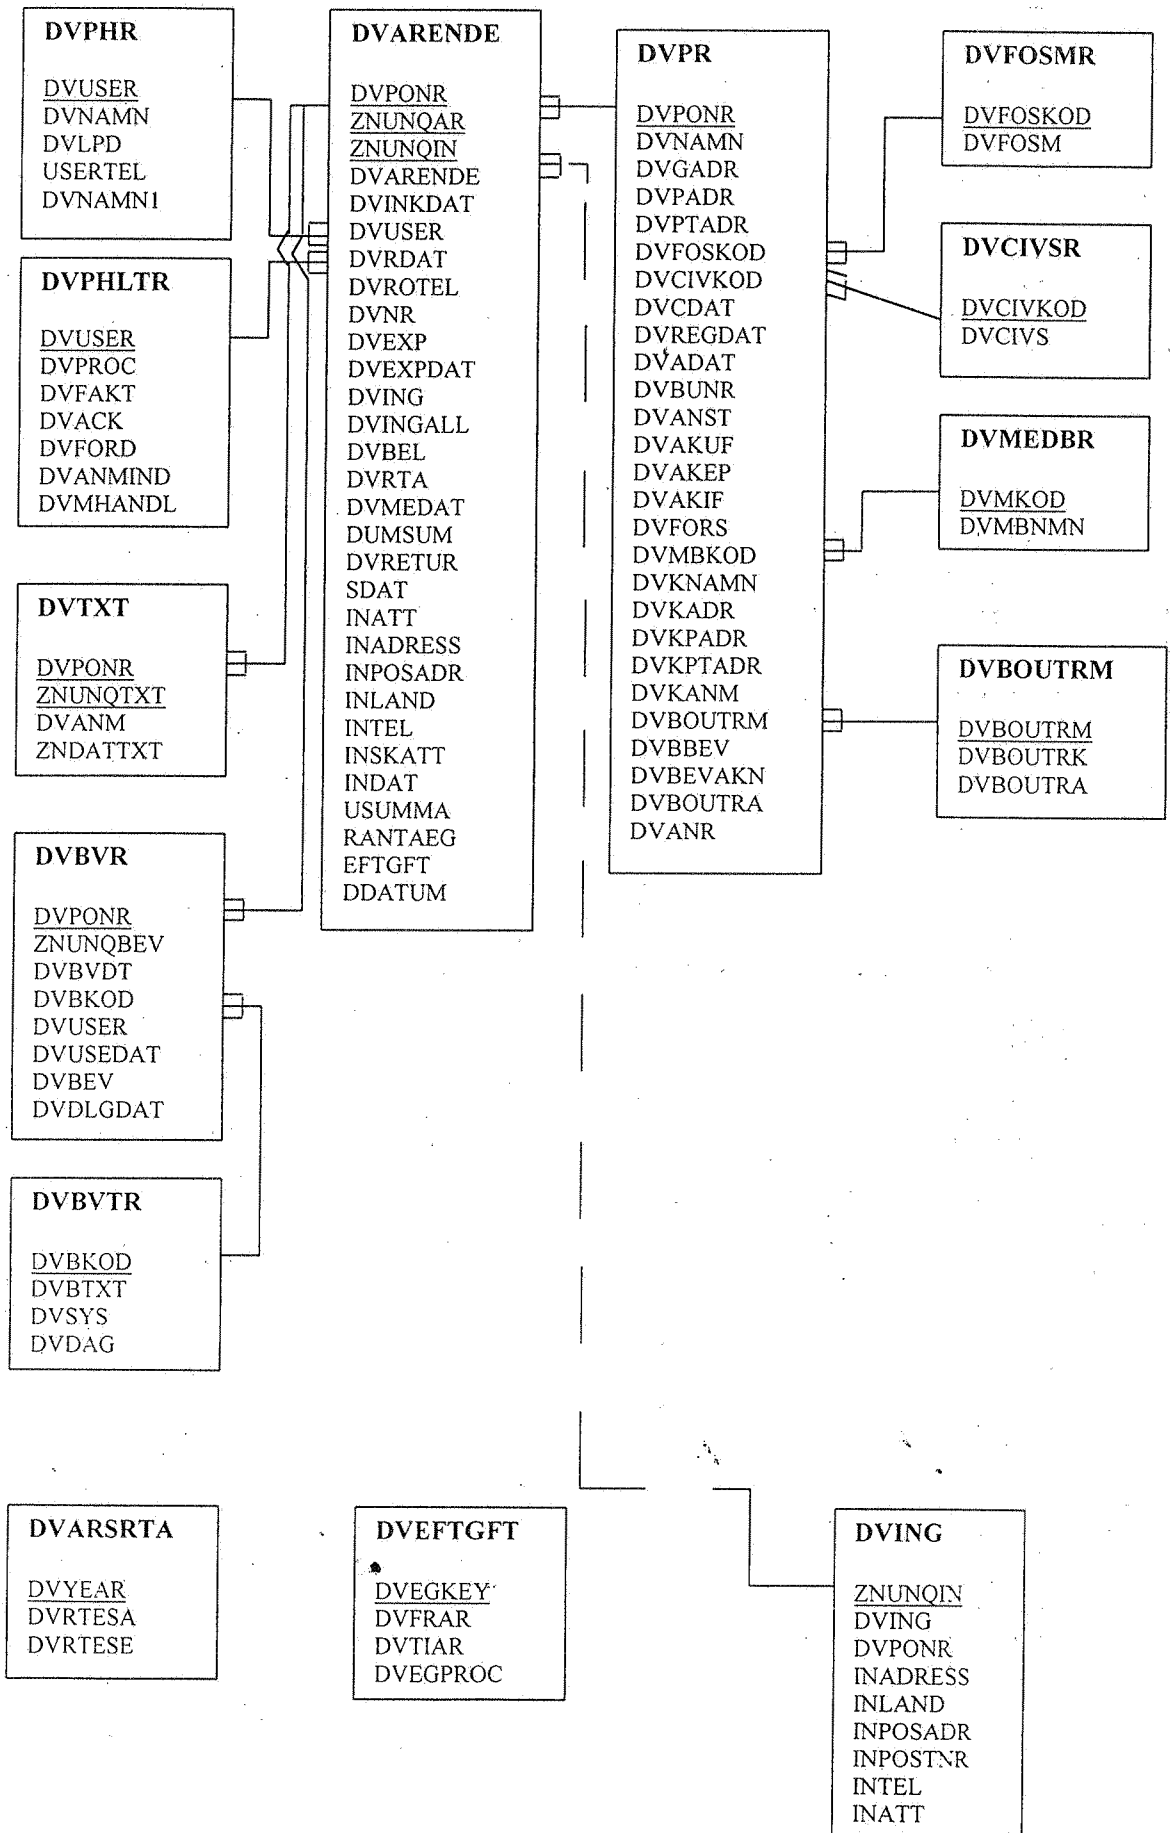 DVPHR
DVUSER
DVNAMN
DVLPD
USERTEL
DVNAMN1
DVPHLTR
DVUSER
DVPROC
DVFAKT
DVACK
DVFORD
DVANMIND
DVMHANDL
DVTXT
DVPONR
ZNUNQTXT
DVANM
ZNDATTXT
DVBVR
DVPONR
ZNUNQBEV
DVBVDT
DVBKOD
DVUSER
DVUSEDAT
DVBEV
DVDLGDAT
DVBVTR
DVBKOD
DVBTXT
DVSYS
DVDAG
DVARSRTA
DVYEAR
DVRTESA
DVRTESE
DVARENDE
DVPONR
ZNUNQAR
ZNUNQIN
DVARENDE
DVINKDAT
DVUSER
DVRDAT
DVROTEL
DVNR
DVEXP
DVEXPDAT
DVING
DVINGALL
DVBEL
DVRTA
DVMEDAT
DUMSUM
DVRETUR
SDAT
INATT
INADRESS
INPOSADR
INLAND
INTEL
INSKATT
INDAT
USUMMA
RANTAEG
EFTGFT
DDATUM
DVEFTGFT
DVEGKEY
DVFRAR
DVTIAR
DVEGPROC
DVPR
DVPONR
DVNAMN
DVGADR
DVPADR
DVPTADR
DVFOSKOD
DVCIVKOD
DVCDAT
DVREGDAT
DVADAT
DVBUNR
DVANST
DVAKUF
DVAKEP
DVAKIF
DVFORS
DVMBKOD
DVKNAMN
DVKADR
DVKPADR
DVKPTADR
DVKANM
DVBOUTRM
DVBBEV
DVBEVAKN
DVBOUTRA
DVANR
DVFOSMR
DVFOSKOD
DVFOSM
DVCIVSR
DVCIVKOD
DVCIVS
DVMEDBR
DVMKOD
DVMBNMN
DVBOUTRM
DVBOUTRM
DVBOUTRK
DVBOUTRA
DVING
ZNUNQIN
DVING
DVPONR
INADRESS
INLAND
INPOSADR
INPOSTNR
INTEL
INATT